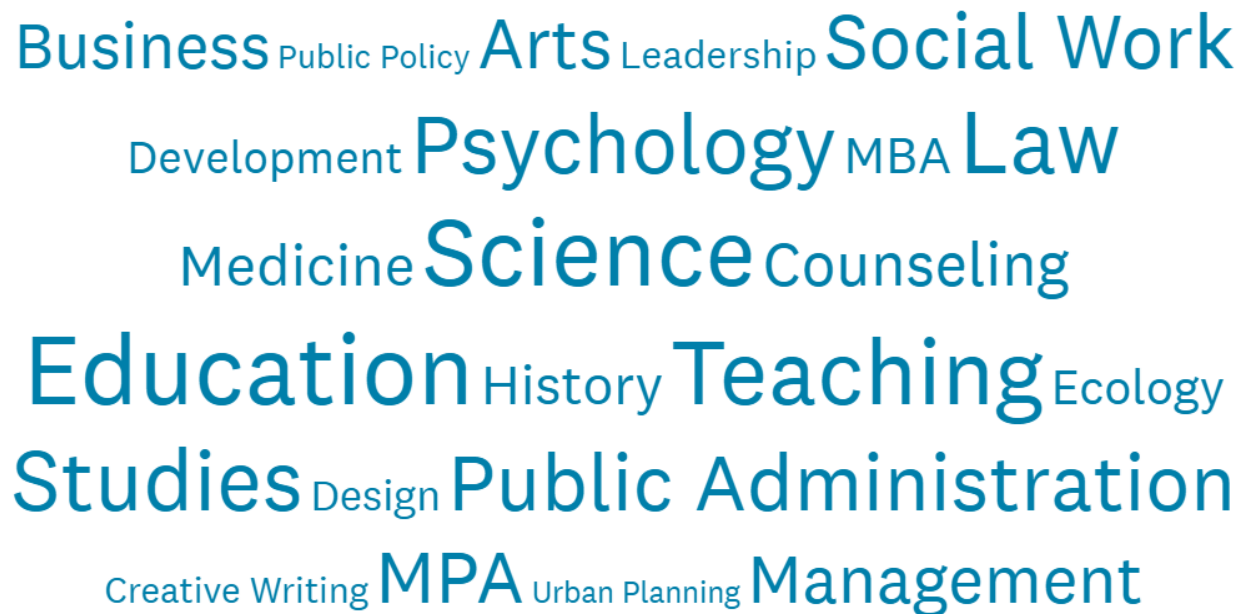 Business Public Policy Arts Leadership Social Work
Development Psychology MBA Law
Medicine Science Counseling
Education History Teaching Ecology
Studies Design Public Administration
Creative Writing MPA Urban Planning Management